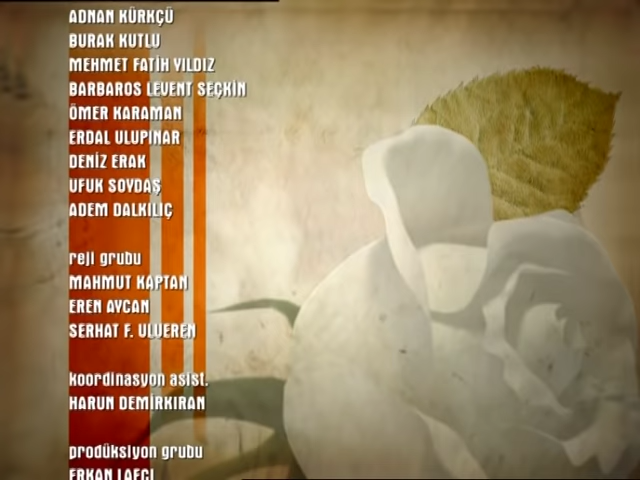 ADNAN KÜRKÇÜ
BURAK KUTLU
MEHMET FATİH YILDIZ
BARBAROS LEVENT SEÇKİN
ÖMER KARAMAN
ERDAL ULUPINAR
DENİZ ERAK
UFUK SOYDAŞ
ADEM DALKILIÇ
reji grubu
MAHMUT KAPTAN
EREN AYCAN
SERHAT F. ULUEREN
koordinasyon asist.
HARUN DEMİRKIRAN
prodüksiyon grubu
ERKAN